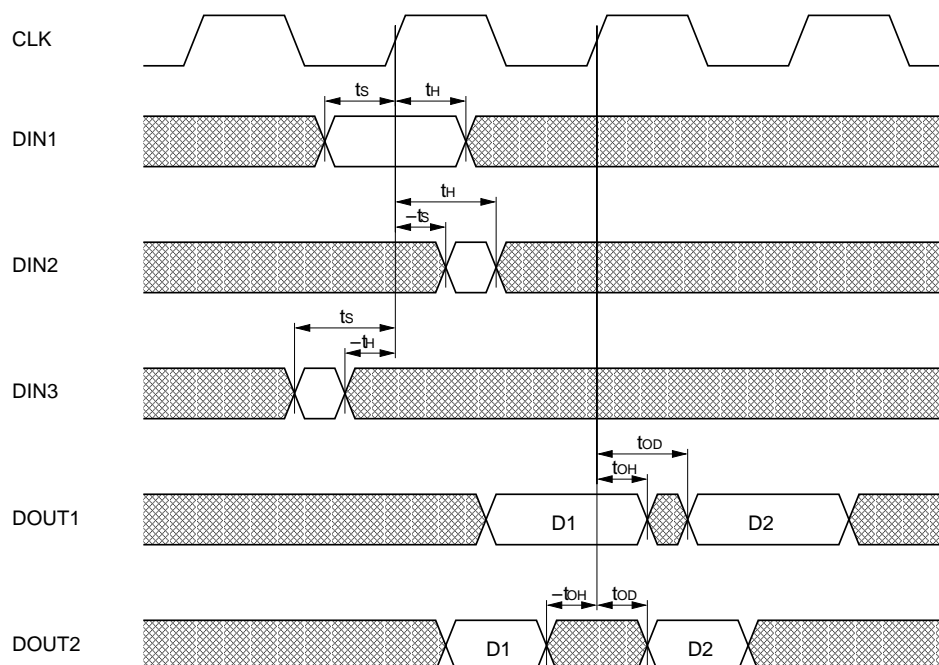 CLK
tS tH
DIN1
tH
–tS
DIN2
tS
–tH
DIN3
tOD
tOH
DOUT1 D1 D2
–tOH tOD
DOUT2 D1 D2